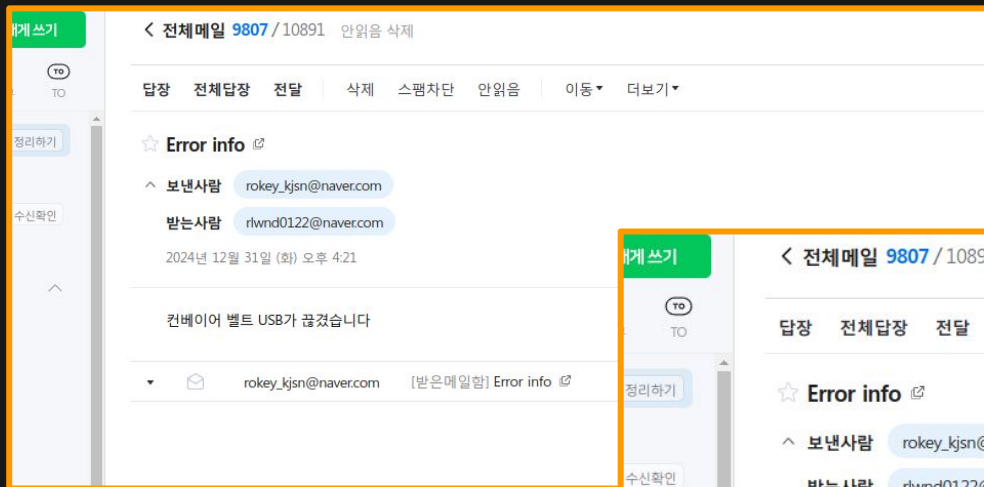 게 쓰기
전체메일 9807 / 10891 안읽음 삭제
TO
TO
답장 전체답장 전달 삭제 스팸차단 안읽음 이동 더보기
정리하기
Error info
보낸사람 rokey_kjsn@naver.com
수신확인
받는사람 rlwnd0122@naver.com
2024년 12월 31일 (화) 오후 4:21
컨베이어 벨트 USB가 끊겼습니다
rokey_kjsn@naver.com [받은메일함] Error info
게 쓰기
전체메일 9807 / 1089
TO
TO
답장 전체답장 전달
정리하기
Error info
보낸사람 rokey_kjsn@
수신확인
받는사람 rlwnd0122@